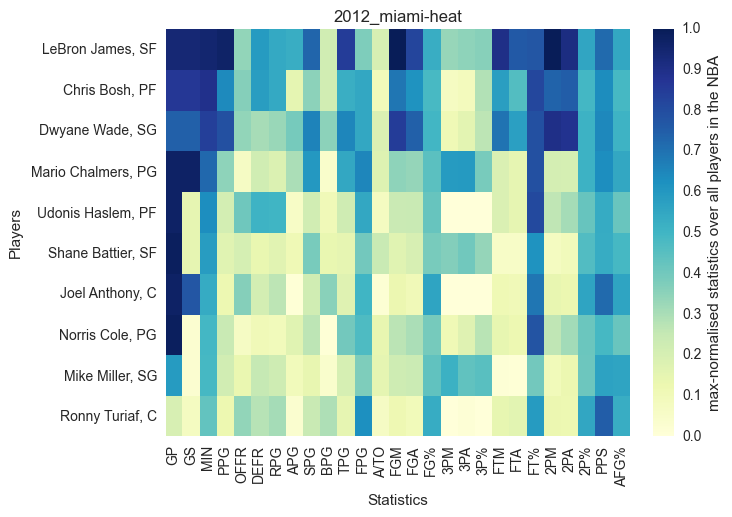 2012_miami-heat
Players
LeBron James, SF
Chris Bosh, PF
Dwyane Wade, SG
Mario Chalmers, PG
Udonis Haslem, PF
Shane Battier, SF
Joel Anthony, C
Norris Cole, PG
Mike Miller, SG
Ronny Turiaf, C
GP GS MIN PPG OFFR DEFR RPG APG SPG BPG TPG FPG A/TO FGM FGA FG% 3PM 3PA 3P% FTM FTA FT% 2PM 2PA 2P% PPS AFG%
Statistics
1.0
0.9
0.8
0.7
0.6
0.5
0.4
0.3
0.2
0.1
0.0
max-normalised statistics over all players in the NBA